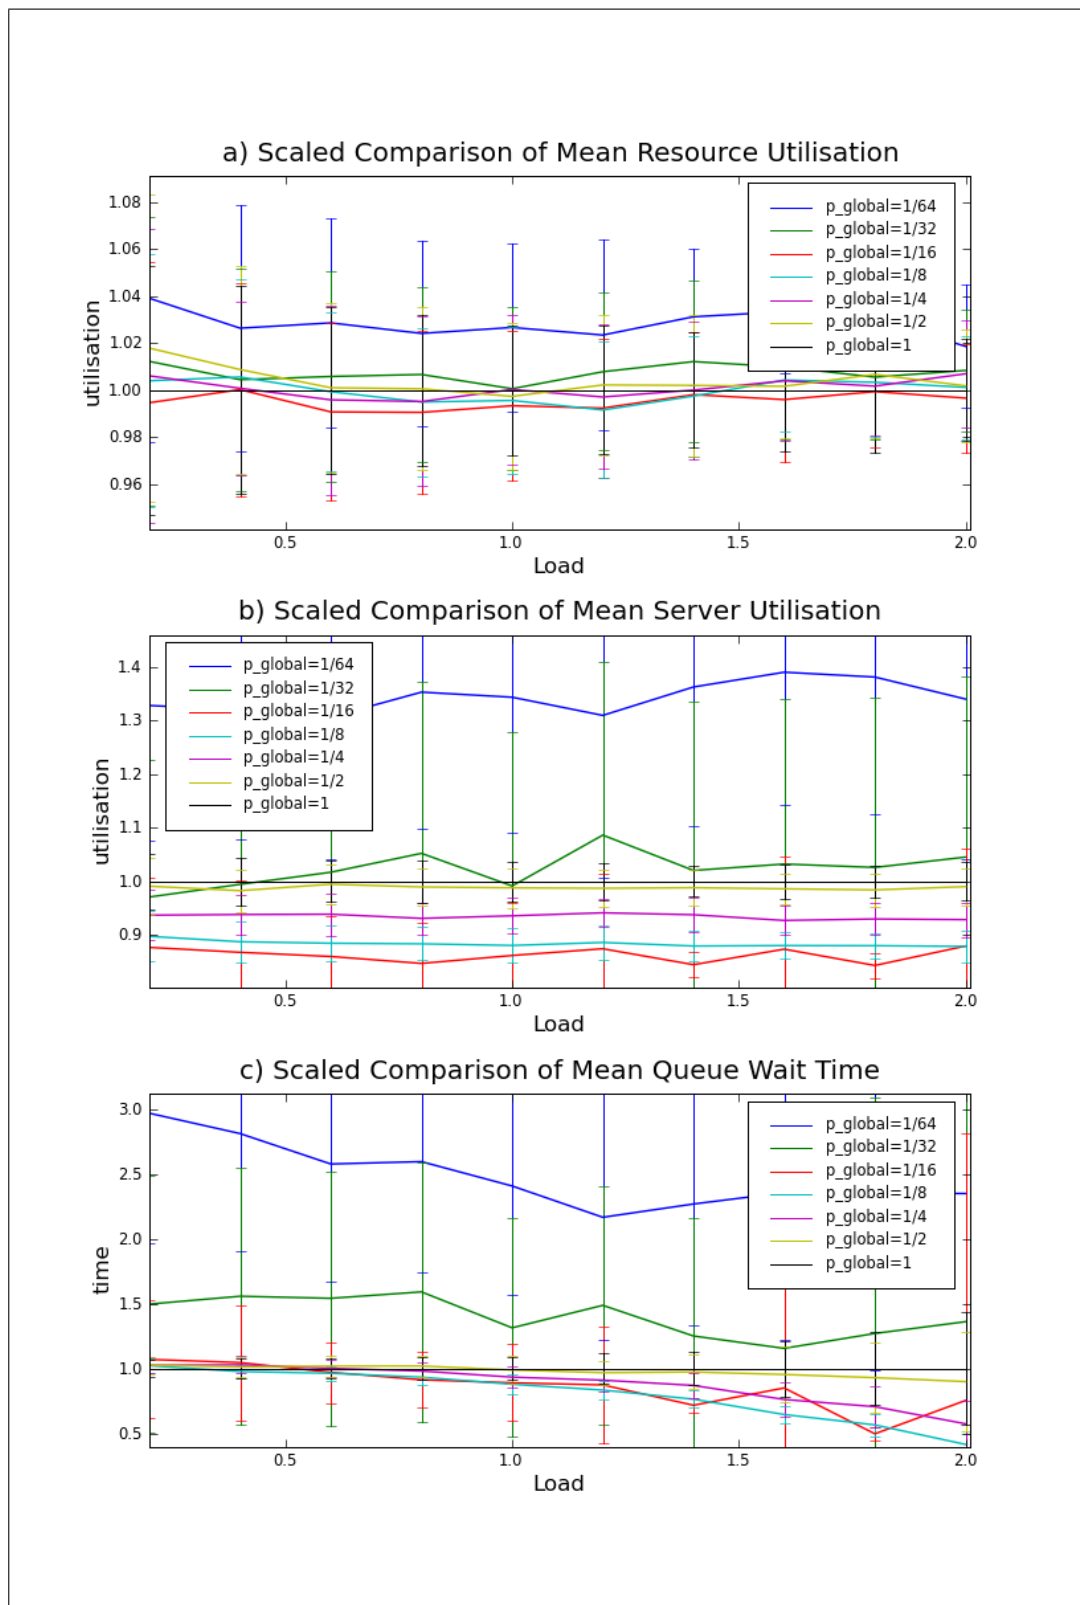 a) Scaled Comparison of Mean Resource Utilisation
1.08
1.06
1.04
1.02
1.00
0.98
0.96
utilisation
p_global=1/64
p_global=1/32
p_global=1/16
p_global=1/8
p_global=1/4
p_global=1/2
p_global=1
0.5
1.0
1.5
2.0
Load
b) Scaled Comparison of Mean Server Utilisation
1.4
1.3
1.2
1.1
1.0
0.9
utilisation
p_global=1/64
p_global=1/32
p_global=1/16
p_global=1/8
p_global=1/4
p_global=1/2
p_global=1
0.5
1.0
1.5
2.0
Load
c) Scaled Comparison of Mean Queue Wait Time
3.0
2.5
2.0
1.5
1.0
0.5
time
p_global=1/64
p_global=1/32
p_global=1/16
p_global=1/8
p_global=1/4
p_global=1/2
p_global=1
0.5
1.0
1.5
2.0
Load